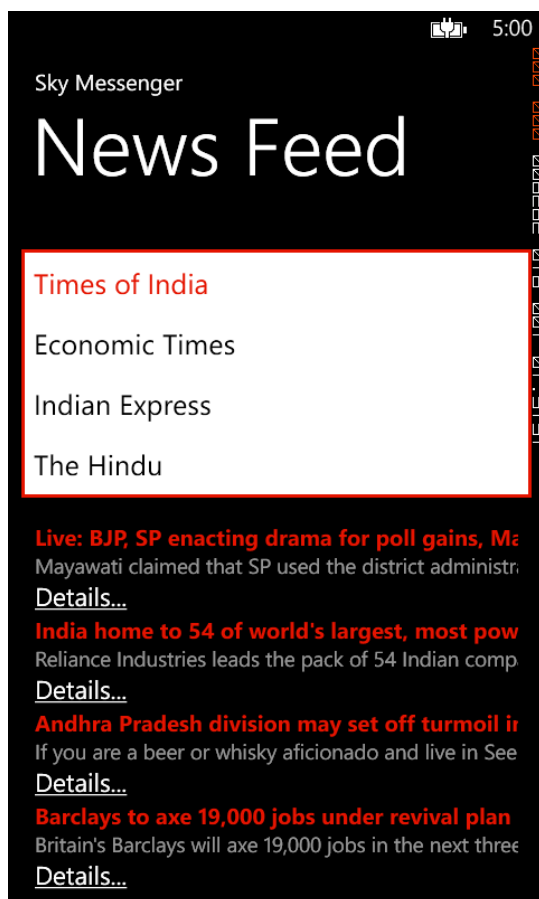 5:00
Sky Messenger
News Feed
Times of India
Economic Times
Indian Express
The Hindu
Live: BJP, SP enacting drama for poll gains,
Mayawati claimed that SP used the district
Details...
India home to 54 of world's largest, most
Reliance Industries leads the pack of 54 Indian
Details...
Andhra Pradesh division may set off turmoil
If you are a beer or whisky aficionado and live in See
Details...
Barclays to axe 19,000 jobs under revival plan
Britain's Barclays will axe 19,000 jobs in the next three
Details...